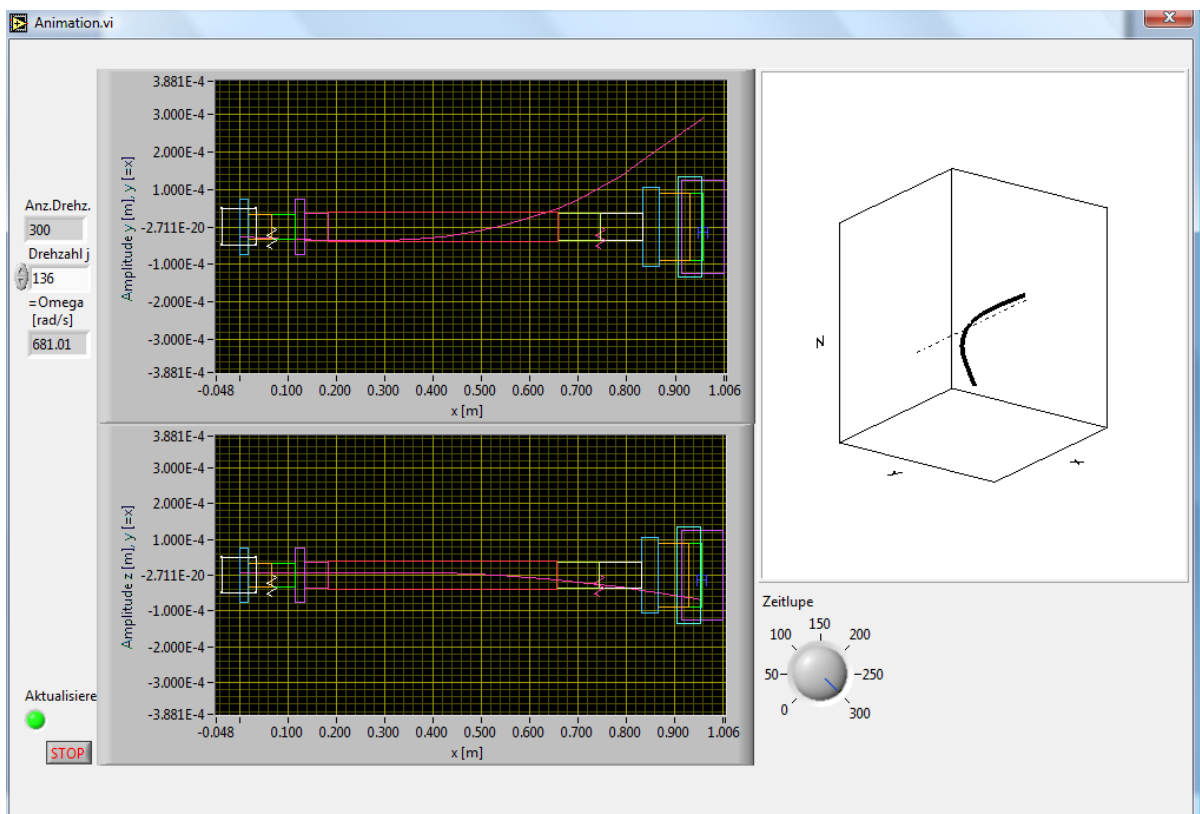 Animation.vi
Anz.Drehz.
300
Drehzahl j
136
=Omega
[rad/s]
681.01
Aktualisiere
STOP
3.881E-4
3.000E-4
2.000E-4
1.000E-4
-2.711E-20
-1.000E-4
-2.000E-4
-3.000E-4
-3.881E-4
Amplitude y [m], y [=x]
-0.048 0.100 0.200 0.300 0.400 0.500 0.600 0.700 0.800 0.900 1.006
x [m]
3.881E-4
3.000E-4
2.000E-4
1.000E-4
-2.711E-20
-1.000E-4
-2.000E-4
-3.000E-4
-3.881E-4
Amplitude z [m], y [=x]
-0.048 0.100 0.200 0.300 0.400 0.500 0.600 0.700 0.800 0.900 1.006
x [m]
Zeitlupe
0
50
100
150
200
250
300